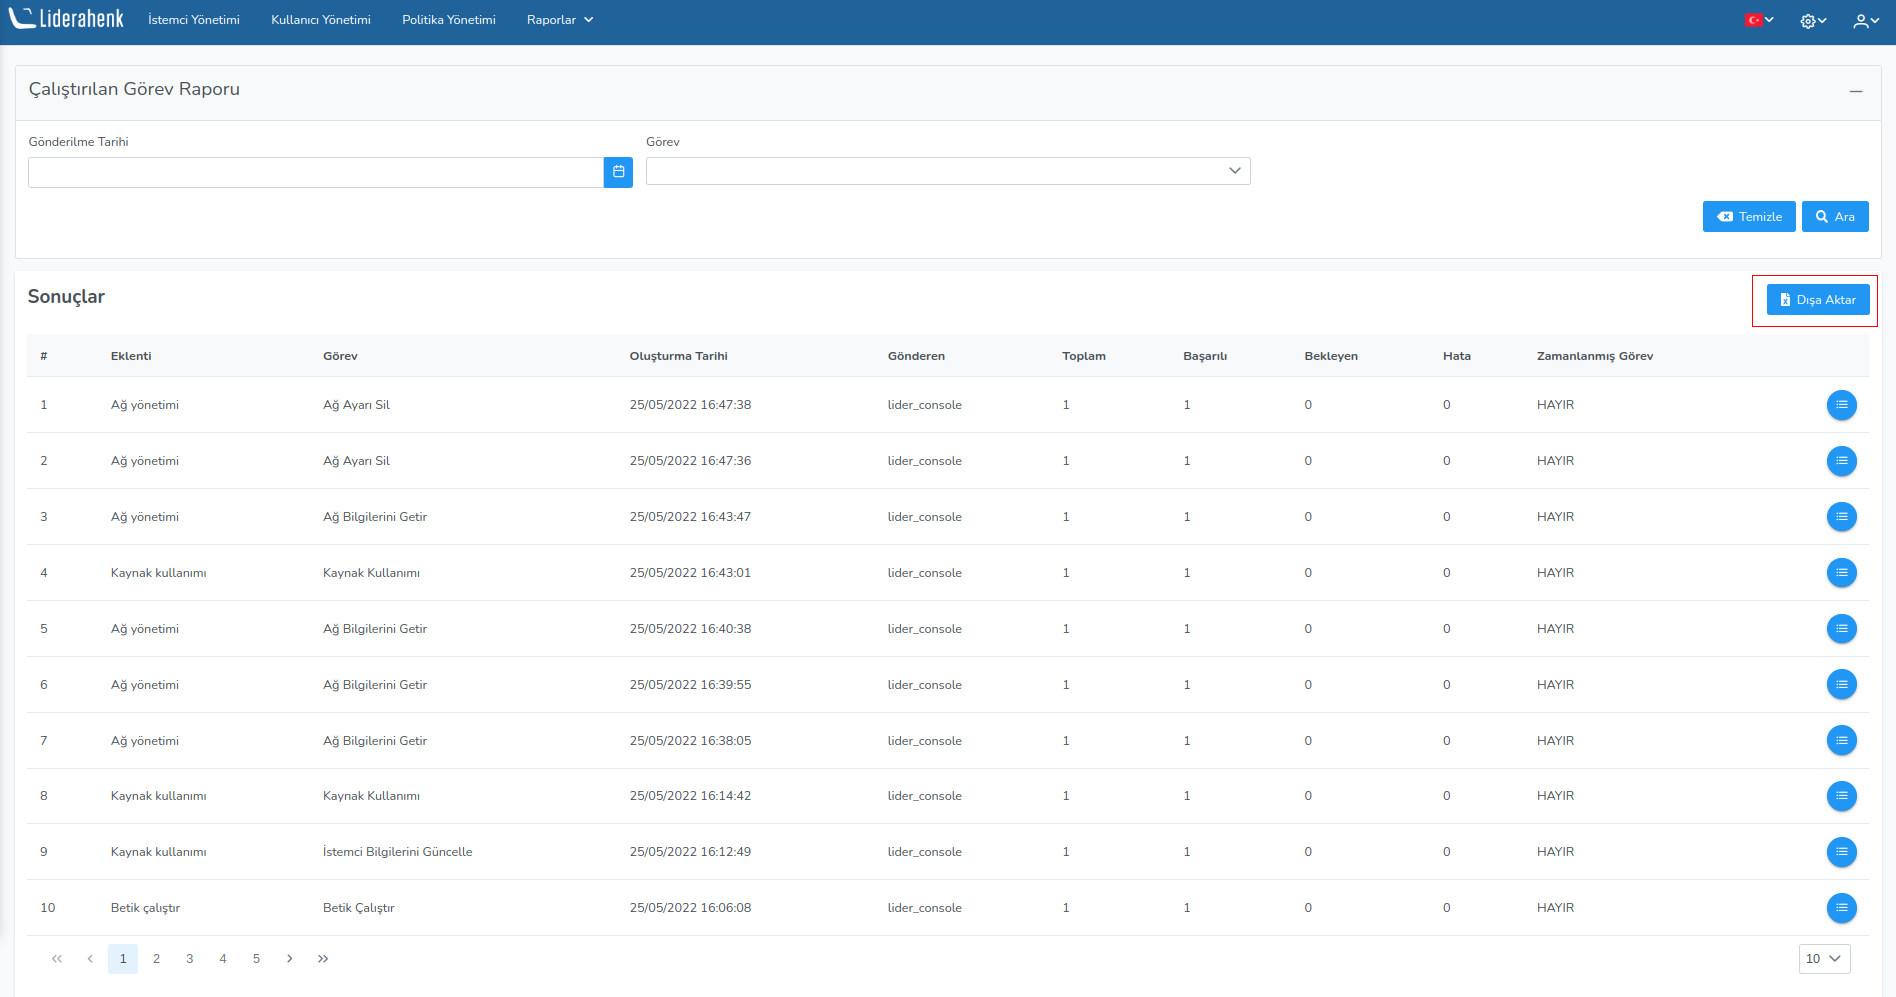 Liderahenk İstemci Yönetimi Kullanıcı Yönetimi Politika Yönetimi Raporlar
Çalıştırılan Görev Raporu
Gönderilme Tarihi Görev
Temizle Ara
Sonuçlar Dışa Aktar
# Eklenti Görev Oluşturma Tarihi Gönderen Toplam Başarılı Bekleyen Hata Zamanlanmış Görev
1 Ağ yönetimi Ağ Ayarı Sil 25/05/2022 16:47:38 lider_console 1 1 0 0 HAYIR
2 Ağ yönetimi Ağ Ayarı Sil 25/05/2022 16:47:36 lider_console 1 1 0 0 HAYIR
3 Ağ yönetimi Ağ Bilgilerini Getir 25/05/2022 16:43:47 lider_console 1 1 0 0 HAYIR
4 Kaynak kullanımı Kaynak Kullanımı 25/05/2022 16:43:01 lider_console 1 1 0 0 HAYIR
5 Ağ yönetimi Ağ Bilgilerini Getir 25/05/2022 16:40:38 lider_console 1 1 0 0 HAYIR
6 Ağ yönetimi Ağ Bilgilerini Getir 25/05/2022 16:39:55 lider_console 1 1 0 0 HAYIR
7 Ağ yönetimi Ağ Bilgilerini Getir 25/05/2022 16:38:05 lider_console 1 1 0 0 HAYIR
8 Kaynak kullanımı Kaynak Kullanımı 25/05/2022 16:14:42 lider_console 1 1 0 0 HAYIR
9 Kaynak kullanımı İstemci Bilgilerini Güncelle 25/05/2022 16:12:49 lider_console 1 1 0 0 HAYIR
10 Betik çalıştır Betik Çalıştır 25/05/2022 16:06:08 lider_console 1 1 0 0 HAYIR
1 2 3 4 5 10